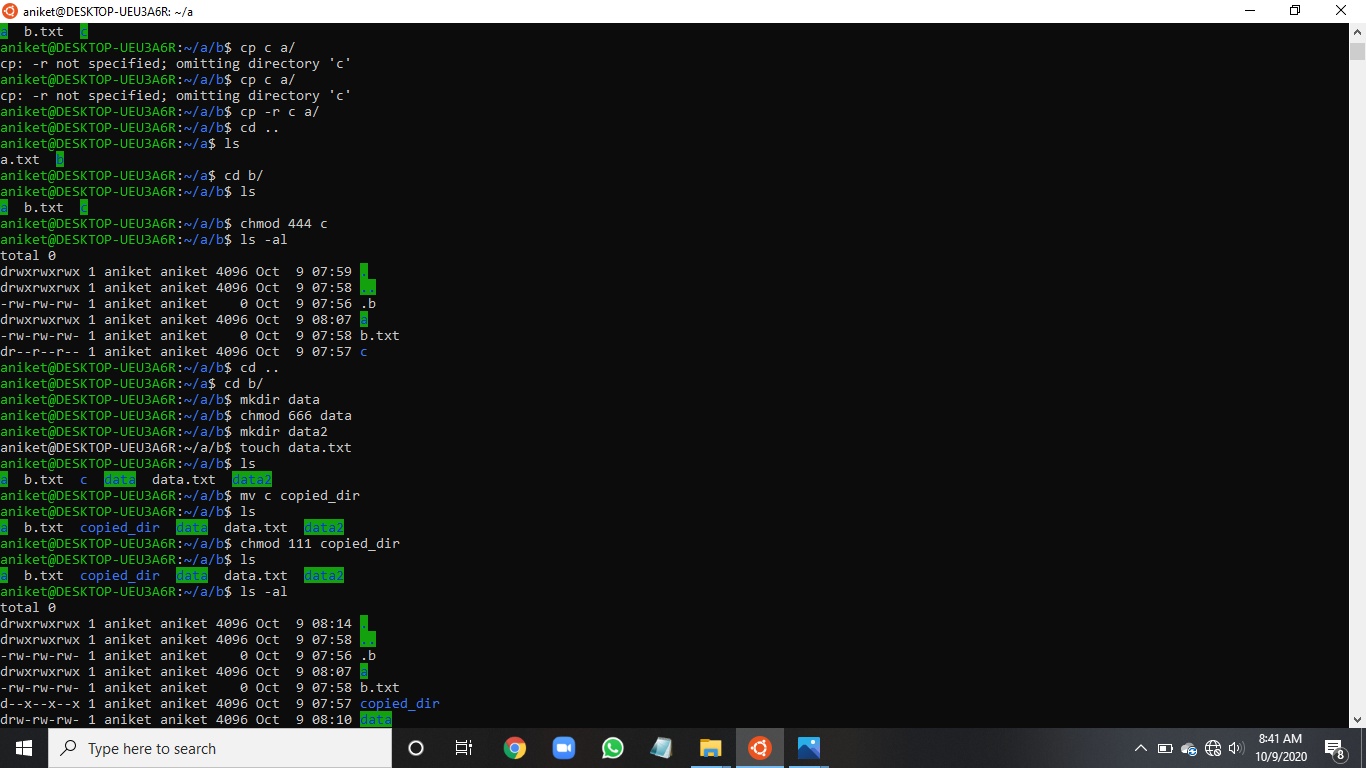 aniket@DESKTOP-UEU3A6R: ~/a
a  b.txt  c
aniket@DESKTOP-UEU3A6R:~/a/b$ cp c a/
cp: -r not specified; omitting directory 'c'
aniket@DESKTOP-UEU3A6R:~/a/b$ cp c a/
cp: -r not specified; omitting directory 'c'
aniket@DESKTOP-UEU3A6R:~/a/b$ cp -r c a/
aniket@DESKTOP-UEU3A6R:~/a/b$ cd ..
aniket@DESKTOP-UEU3A6R:~/a$ ls
a.txt  b
aniket@DESKTOP-UEU3A6R:~/a$ cd b/
aniket@DESKTOP-UEU3A6R:~/a/b$ ls
a  b.txt  c
aniket@DESKTOP-UEU3A6R:~/a/b$ chmod 444 c
aniket@DESKTOP-UEU3A6R:~/a/b$ ls -al
total 0
drwxrwxrwx 1 aniket aniket 4096 Oct  9 07:59 .
drwxrwxrwx 1 aniket aniket 4096 Oct  9 07:58 ..
-rw-rw-rw- 1 aniket aniket    0 Oct  9 07:56 .b
drwxrwxrwx 1 aniket aniket 4096 Oct  9 08:07 a
-rw-rw-rw- 1 aniket aniket    0 Oct  9 07:58 b.txt
dr--r--r-- 1 aniket aniket 4096 Oct  9 07:57 c
aniket@DESKTOP-UEU3A6R:~/a/b$ cd ..
aniket@DESKTOP-UEU3A6R:~/a$ cd b/
aniket@DESKTOP-UEU3A6R:~/a/b$ mkdir data
aniket@DESKTOP-UEU3A6R:~/a/b$ chmod 666 data
aniket@DESKTOP-UEU3A6R:~/a/b$ mkdir data2
aniket@DESKTOP-UEU3A6R:~/a/b$ touch data.txt
aniket@DESKTOP-UEU3A6R:~/a/b$ ls
a  b.txt  c  data  data.txt  data2
aniket@DESKTOP-UEU3A6R:~/a/b$ mv c copied_dir
aniket@DESKTOP-UEU3A6R:~/a/b$ ls
a  b.txt  copied_dir  data  data.txt  data2
aniket@DESKTOP-UEU3A6R:~/a/b$ chmod 111 copied_dir
aniket@DESKTOP-UEU3A6R:~/a/b$ ls
a  b.txt  copied_dir  data  data.txt  data2
aniket@DESKTOP-UEU3A6R:~/a/b$ ls -al
total 0
drwxrwxrwx 1 aniket aniket 4096 Oct  9 08:14 .
drwxrwxrwx 1 aniket aniket 4096 Oct  9 07:58 ..
-rw-rw-rw- 1 aniket aniket    0 Oct  9 07:56 .b
drwxrwxrwx 1 aniket aniket 4096 Oct  9 08:07 a
-rw-rw-rw- 1 aniket aniket    0 Oct  9 07:58 b.txt
d--x--x--x 1 aniket aniket 4096 Oct  9 07:57 copied_dir
drw-rw-rw- 1 aniket aniket 4096 Oct  9 08:10 data
Type here to search
8:41 AM
10/9/2020
8